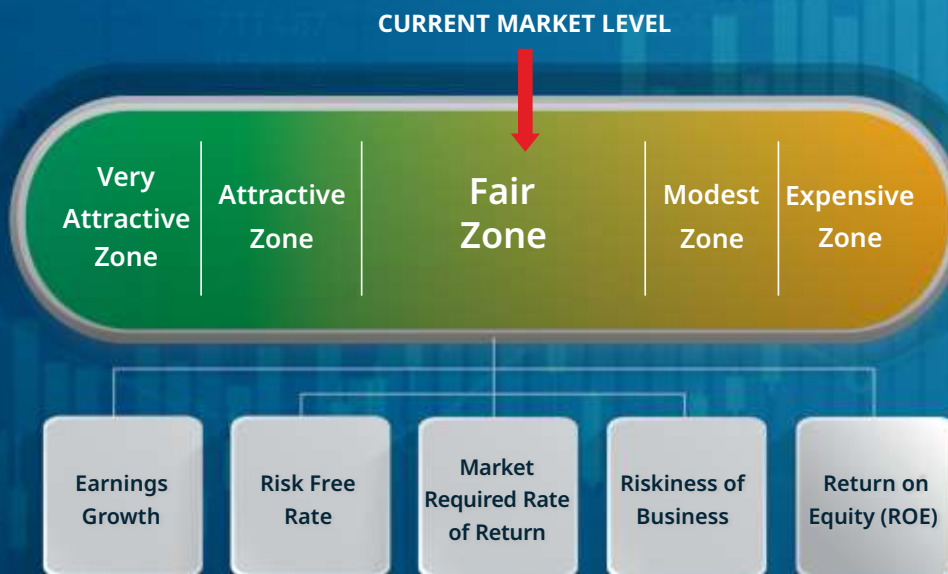 CURRENT MARKET LEVEL
Very
Attractive
Zone
Attractive
Zone
Fair
Zone
Modest
Zone
Expensive
Zone
Earnings
Growth
Risk Free
Rate
Market
Required Rate
of Return
Riskiness of
Business
Return on
Equity (ROE)